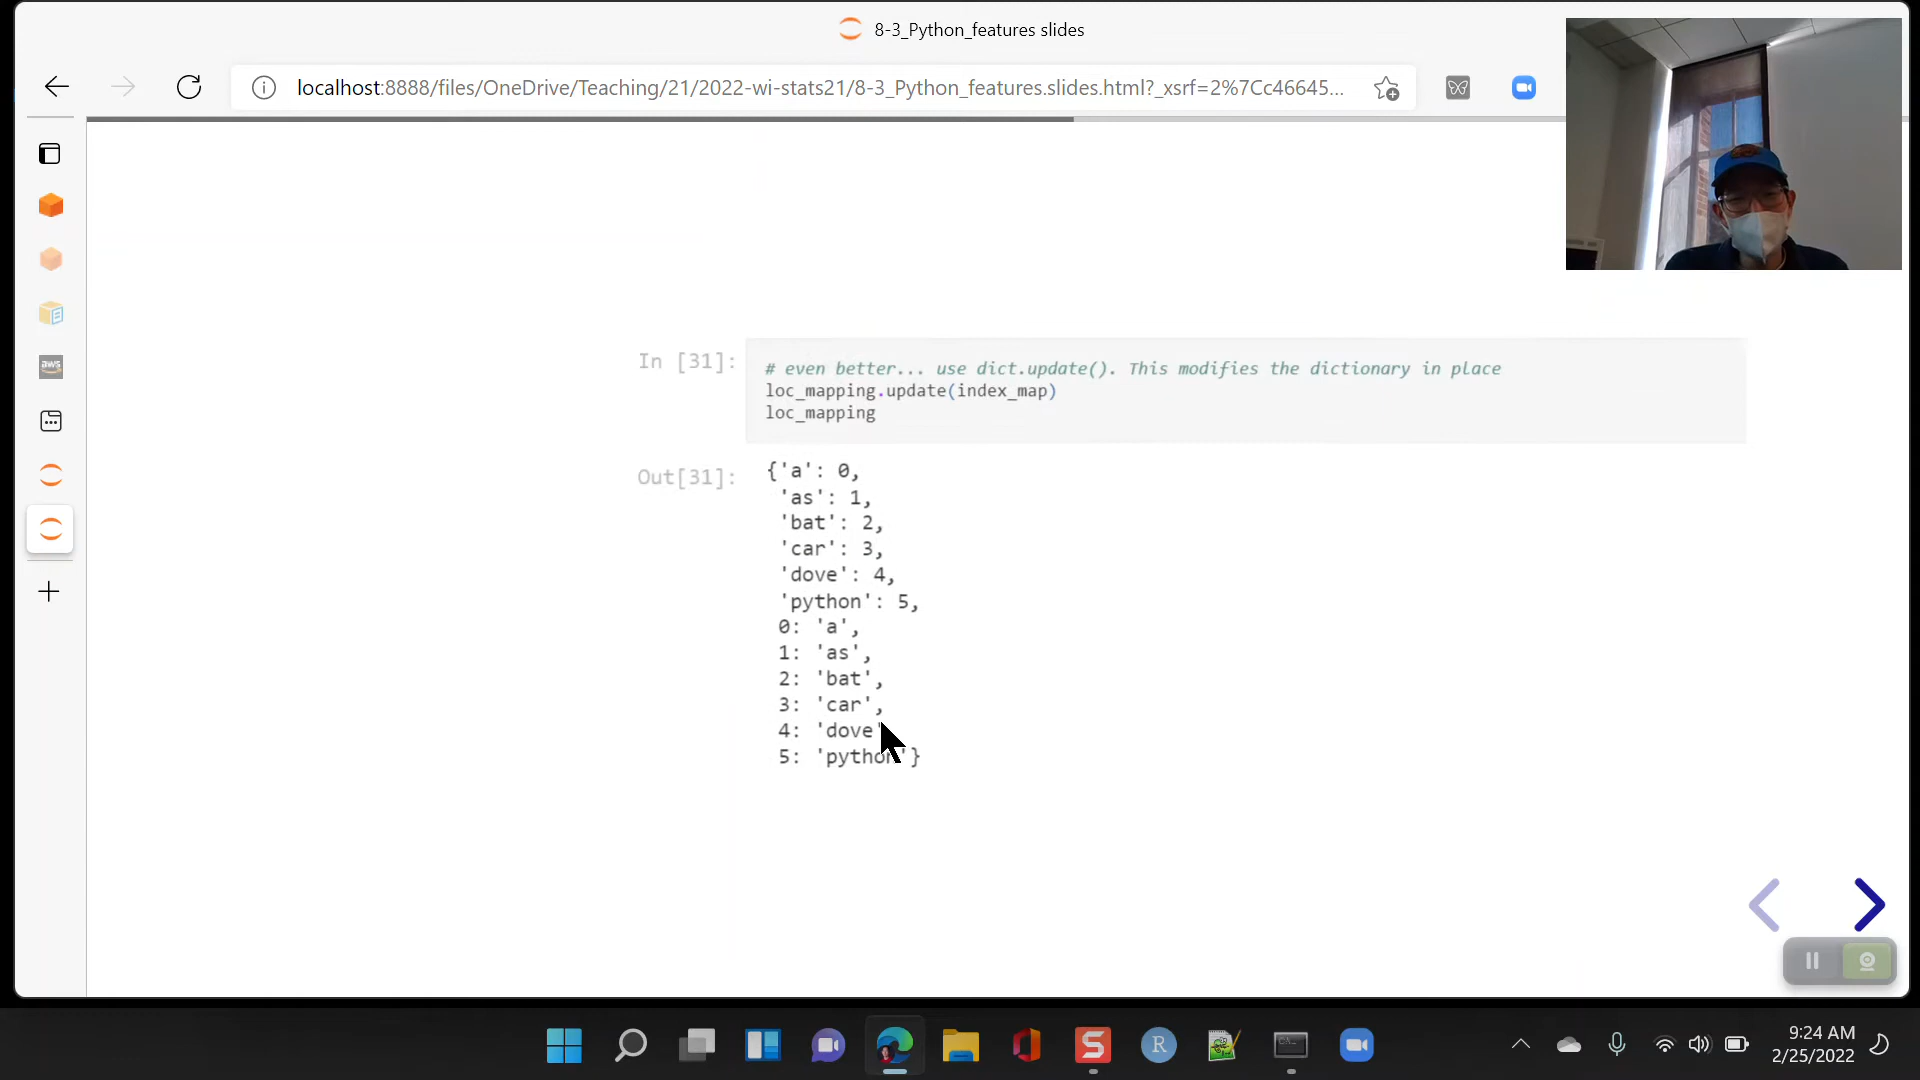 8-3_Python_features slides
localhost:8888/files/OneDrive/Teaching/21/2022-wi-stats21/8-3_Python_features.slides.html?_xsrf=2%7Cc46645...
aws
In [31]:
# even better... use dict.update(). This modifies the dictionary in place
loc_mapping.update(index_map)
loc_mapping
Out[31]:
{'a': 0,
'as': 1,
'bat': 2,
'car': 3,
'dove': 4,
'python': 5,
0: 'a',
1: 'as',
2: 'bat',
3: 'car',
4: 'dove'
5: 'python'}
S
R
9:24 AM
2/25/2022